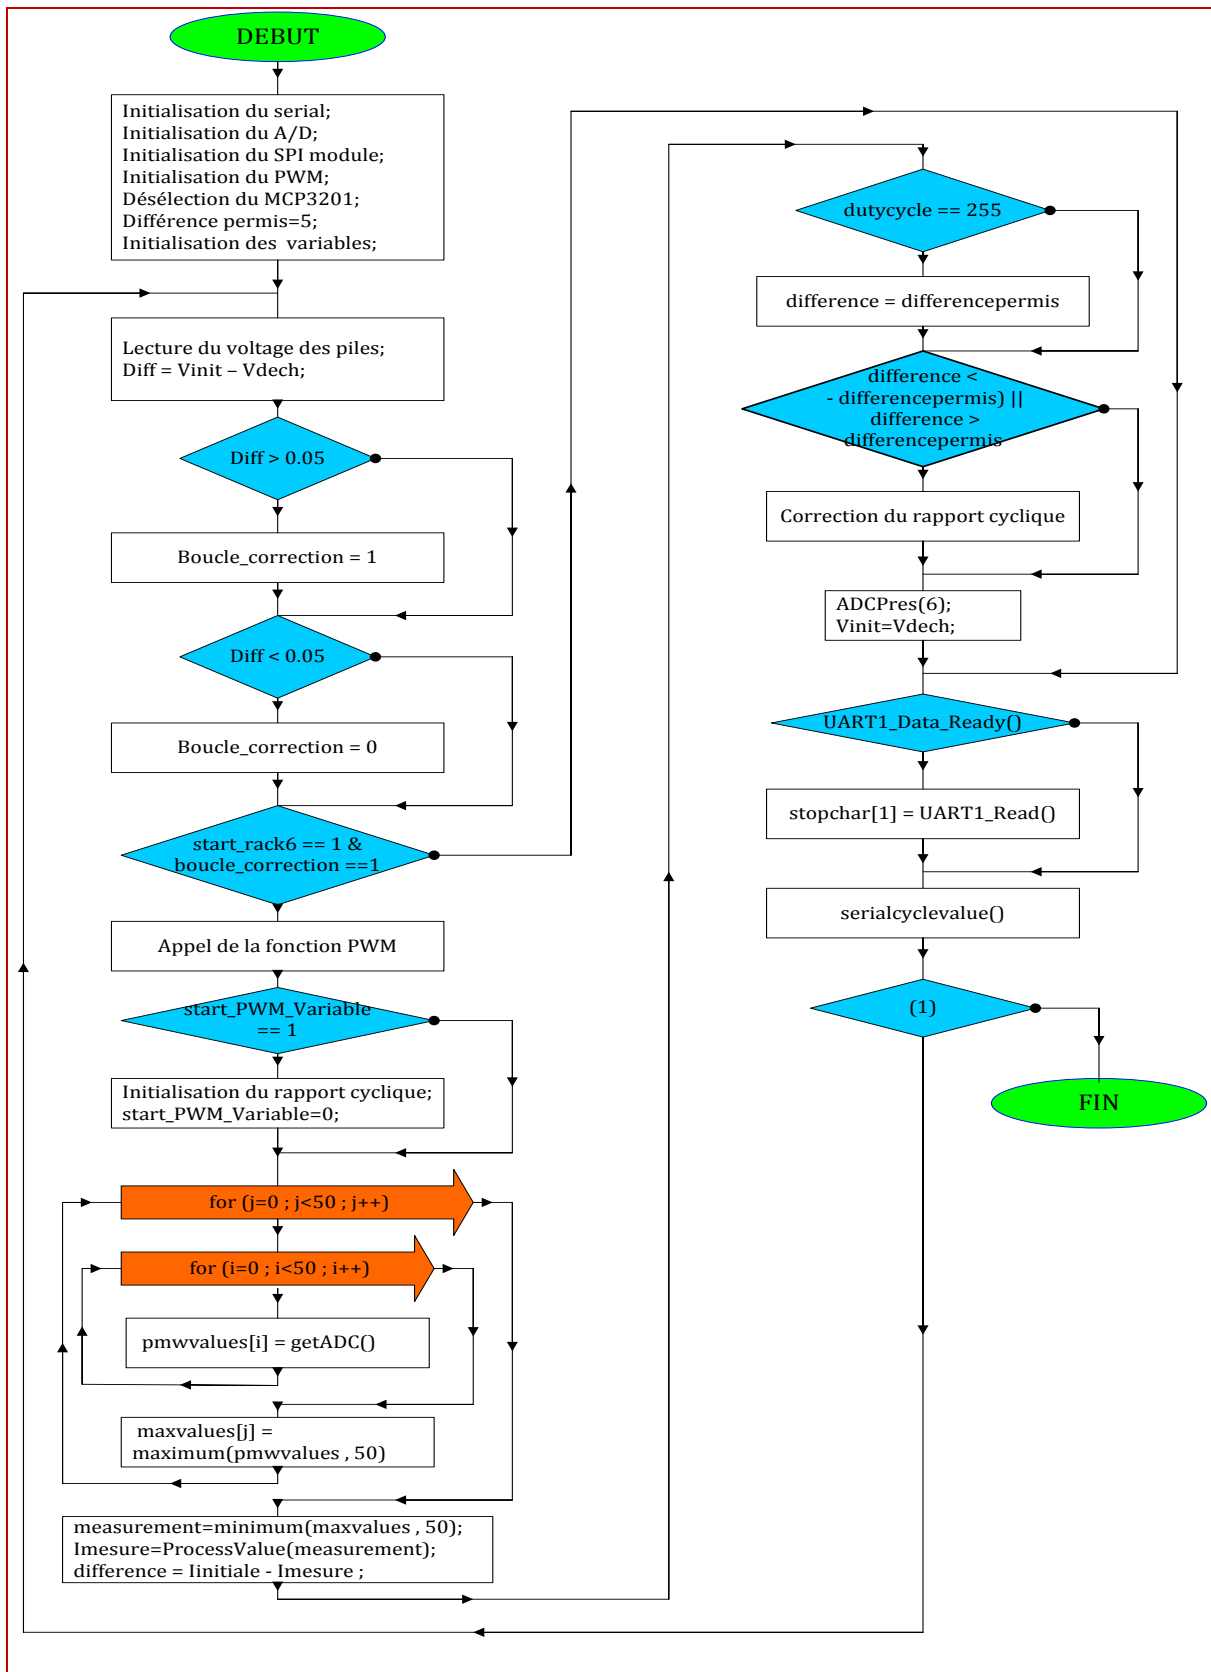 DEBUT
Initialisation du serial;
Initialisation du A/D;
Initialisation du SPI module;
Initialisation du PWM;
Désélection du MCP3201;
Différence permis=5;
Initialisation des  variables;
Lecture du voltage des piles;
Diff = Vinit – Vdech;
Diff > 0.05
Boucle_correction = 1
Diff < 0.05
Boucle_correction = 0
start_rack6 == 1 &
boucle_correction ==1
Appel de la fonction PWM
start_PWM_Variable
== 1
Initialisation du rapport cyclique;
start_PWM_Variable=0;
for (j=0 ; j<50 ; j++)
for (i=0 ; i<50 ; i++)
pmwvalues[i] = getADC()
maxvalues[j] =
maximum(pmwvalues , 50)
measurement=minimum(maxvalues , 50);
Imesure=ProcessValue(measurement);
difference = Iinitiale - Imesure ;
dutycycle == 255
difference = differencepermis
difference <
- differencepermis) ||
difference >
differencepermis
Correction du rapport cyclique
ADCPres(6);
Vinit=Vdech;
UART1_Data_Ready()
stopchar[1] = UART1_Read()
serialcyclevalue()
(1)
FIN